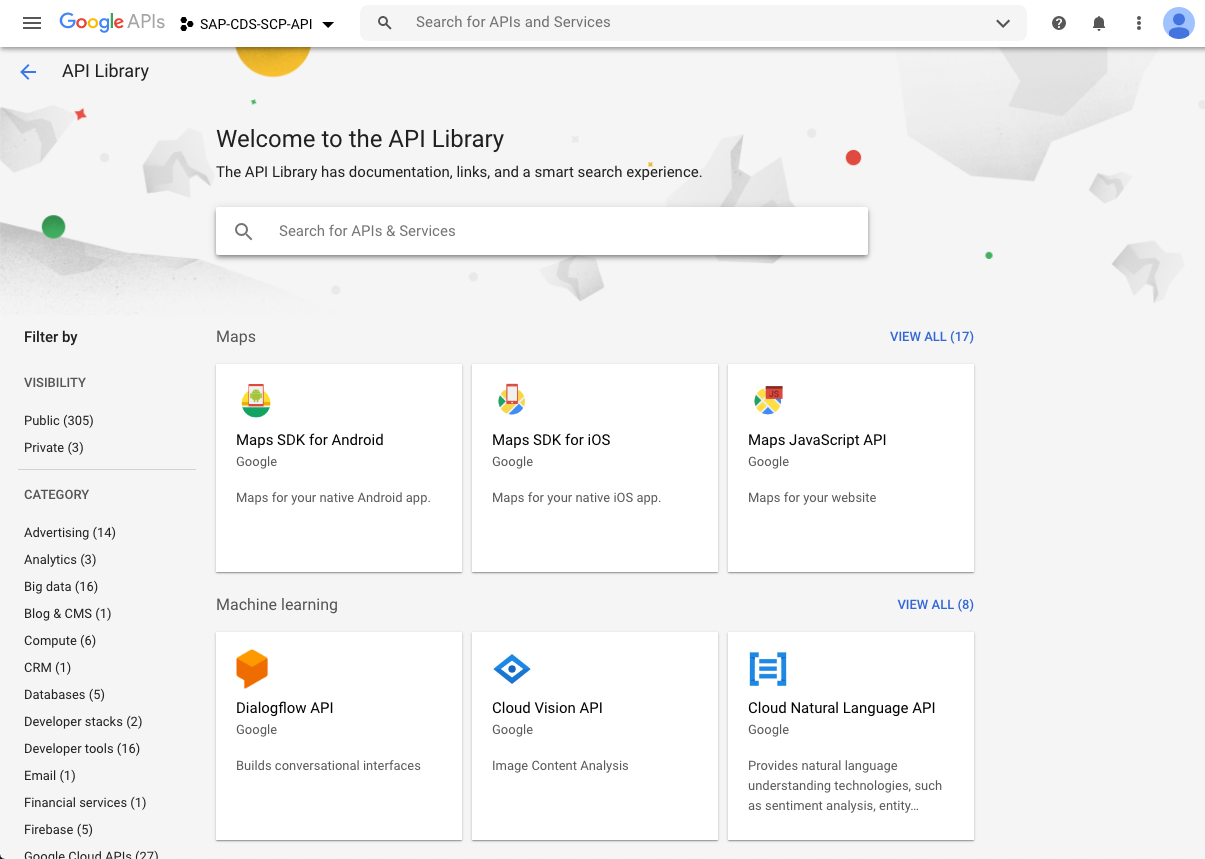 Google APIs
SAP-CDS-SCP-API
Search for APIs and Services
API Library
Welcome to the API Library
The API Library has documentation, links, and a smart search experience.
Search for APIs & Services
Filter by
VISIBILITY
Public (305)
Private (3)
CATEGORY
Advertising (14)
Analytics (3)
Big data (16)
Blog & CMS (1)
Compute (6)
CRM (1)
Databases (5)
Developer stacks (2)
Developer tools (16)
Email (1)
Financial services (1)
Firebase (5)
Google Cloud APIs (27)
Maps
VIEW ALL (17)
Maps SDK for Android
Google
Maps for your native Android app.
Maps SDK for iOS
Google
Maps for your native iOS app.
JS
Maps JavaScript API
Google
Maps for your website
Machine learning
VIEW ALL (8)
Dialogflow API
Google
Builds conversational interfaces
Cloud Vision API
Google
Image Content Analysis
Cloud Natural Language API
Google
Provides natural language
understanding technologies, such
as sentiment analysis, entity…